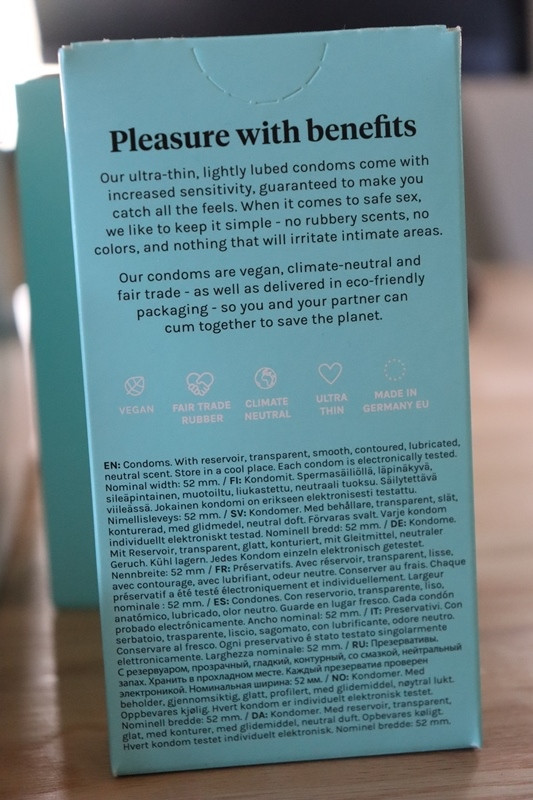 Pleasure with benefits
Our ultra-thin, lightly lubed condoms come with
increased sensitivity, guaranteed to make you
catch all the feels. When it comes to safe sex,
we like to keep it simple - no rubbery scents, no
colors, and nothing that will irritate intimate areas.
Our condoms are vegan, climate-neutral and
fair trade - as well as delivered in eco-friendly
packaging - so you and your partner can
cum together to save the planet.
VEGAN
FAIR TRADE
RUBBER
CLIMATE
NEUTRAL
ULTRA
THIN
MADE IN
GERMANY EU
EN: Condoms. With reservoir, transparent, smooth, contoured, lubricated,
neutral scent. Store in a cool place. Each condom is electronically tested.
Nominal width: 52 mm. / FI: Kondomit. Spermasäiliöllä, läpinäkyvä,
sileäpintainen, muotoiltu, liukastettu, neutraali tuoksu. Säilytettävä
viileässä. Jokainen kondomi on erikseen elektronisesti testattu.
Nimellisleveys: 52 mm. / SV: Kondomer. Med behållare, transparent, slät,
konturerad, med glidmedel, neutral doft. Förvaras svalt. Varje kondom
individuellt elektroniskt testad. Nominell bredd: 52 mm. / DE: Kondome.
Mit Reservoir, transparent, glatt, konturiert, mit Gleitmittel, neutraler
Geruch. Kühl lagern. Jedes Kondom einzeln elektronisch getestet.
Nennbreite: 52 mm / FR: Préservatifs. Avec réservoir, transparent, lisse,
avec contourage, avec lubrifiant, odeur neutre. Conserver au frais. Chaque
préservatif a été testé électroniquement et individuellement. Largeur
nominale : 52 mm. / ES: Condones. Con reservorio, transparente, liso,
anatómico, lubricado, olor neutro. Guarde en lugar fresco. Cada condón
probado electrónicamente. Ancho nominal: 52 mm. / IT: Preservativi. Con
serbatoio, trasparente, liscio, sagomato, con lubrificante, odore neutro.
Conservare al fresco. Ogni preservativo è stato testato singolarmente
elettronicamente. Larghezza nominale: 52 mm. / RU: Презервативы.
С резервуаром, прозрачный, гладкий, контурный, со смазкой, нейтральный
запах. Хранить в прохладном месте. Каждый презерватив проверен
электроникой. Номинальная ширина: 52 мм. / NO: Kondomer. Med
beholder, gjennomsiktig, glatt, profilert, med glidemiddel, nøytral lukt.
Oppbevares kjølig. Hvert kondom er individuelt elektronisk testet.
Nominell bredde: 52 mm. / DA: Kondomer. Med reservoir, transparent,
glat, med konturer, med glidemiddel, neutral duft. Opbevares køligt.
Hvert kondom testet individuelt elektronisk. Nominel bredde: 52 mm.